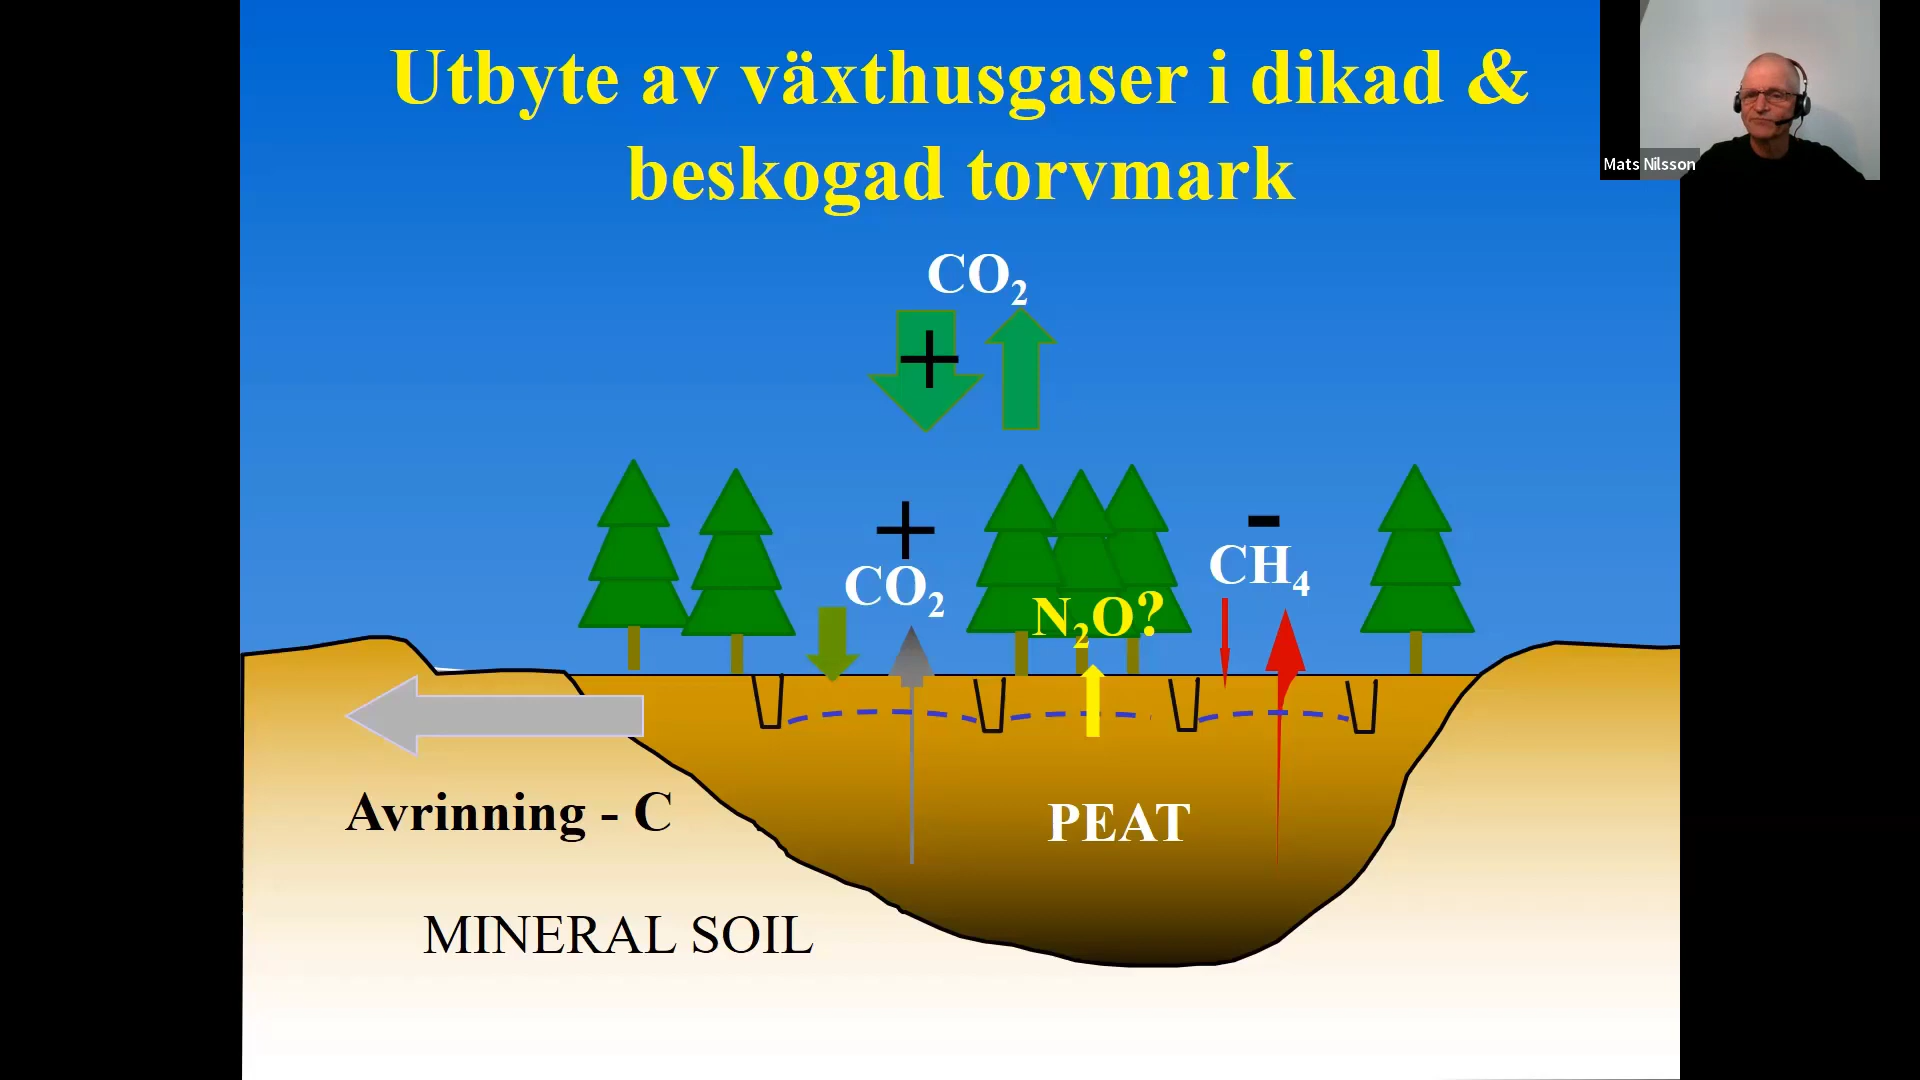 Utbyte av växthusgaser i dikad &
beskogad torvmark
Mats Nilsson
CO₂
+
+
CO₂
-
CH₄
N₂O?
Avrinning - C
PEAT
MINERAL SOIL